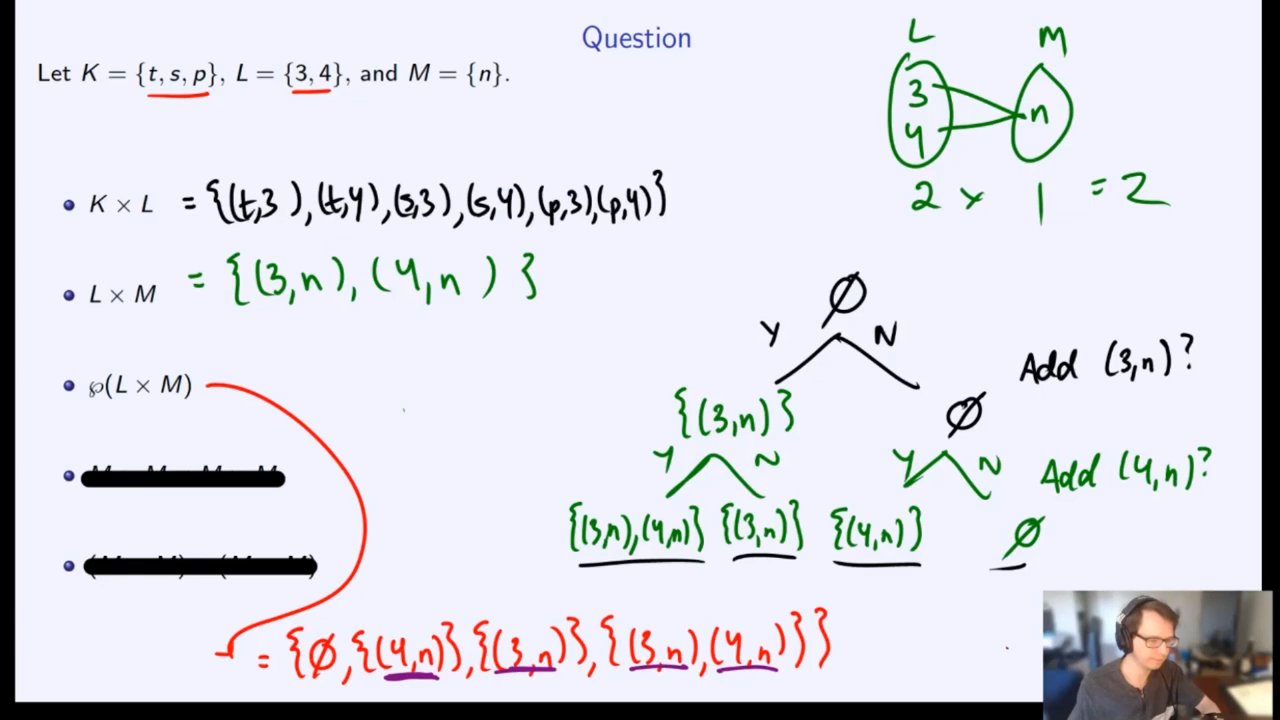 Question
Let K = {t, s, p}, L = {3, 4}, and M = {n}.
L M
3 n
4
2 × 1 = 2
• K × L = {(t,3), (t,4), (s,3), (s,4), (p,3), (p,4)}
• L × M = {(3,n), (4,n)}
∅
Y N
Add (3,n)?
• ℘(L × M)
{(3,n)} ∅
Y N Y N
Add (4,n)?
{(3,n), (4,n)} {(3,n)} {(4,n)} ∅
= {∅, {(4,n)}, {(3,n)}, {(3,n), (4,n)}}